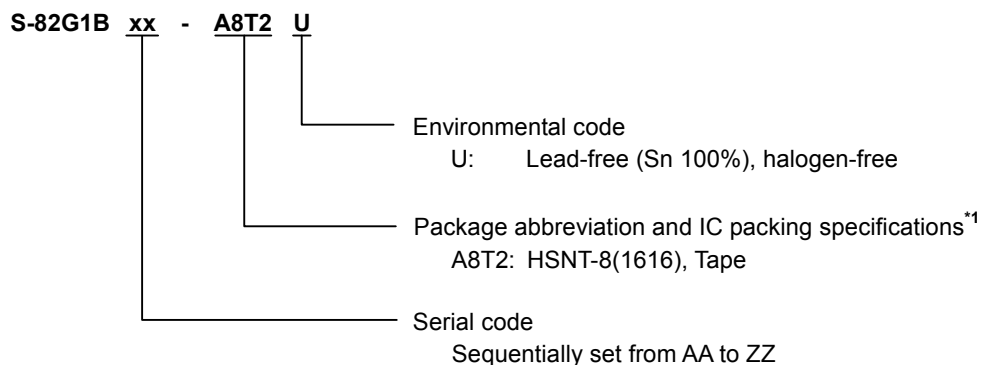 S-82G1B xx - A8T2 U
Environmental code
U: Lead-free (Sn 100%), halogen-free
Package abbreviation and IC packing specifications*1
A8T2: HSNT-8(1616), Tape
Serial code
Sequentially set from AA to ZZ